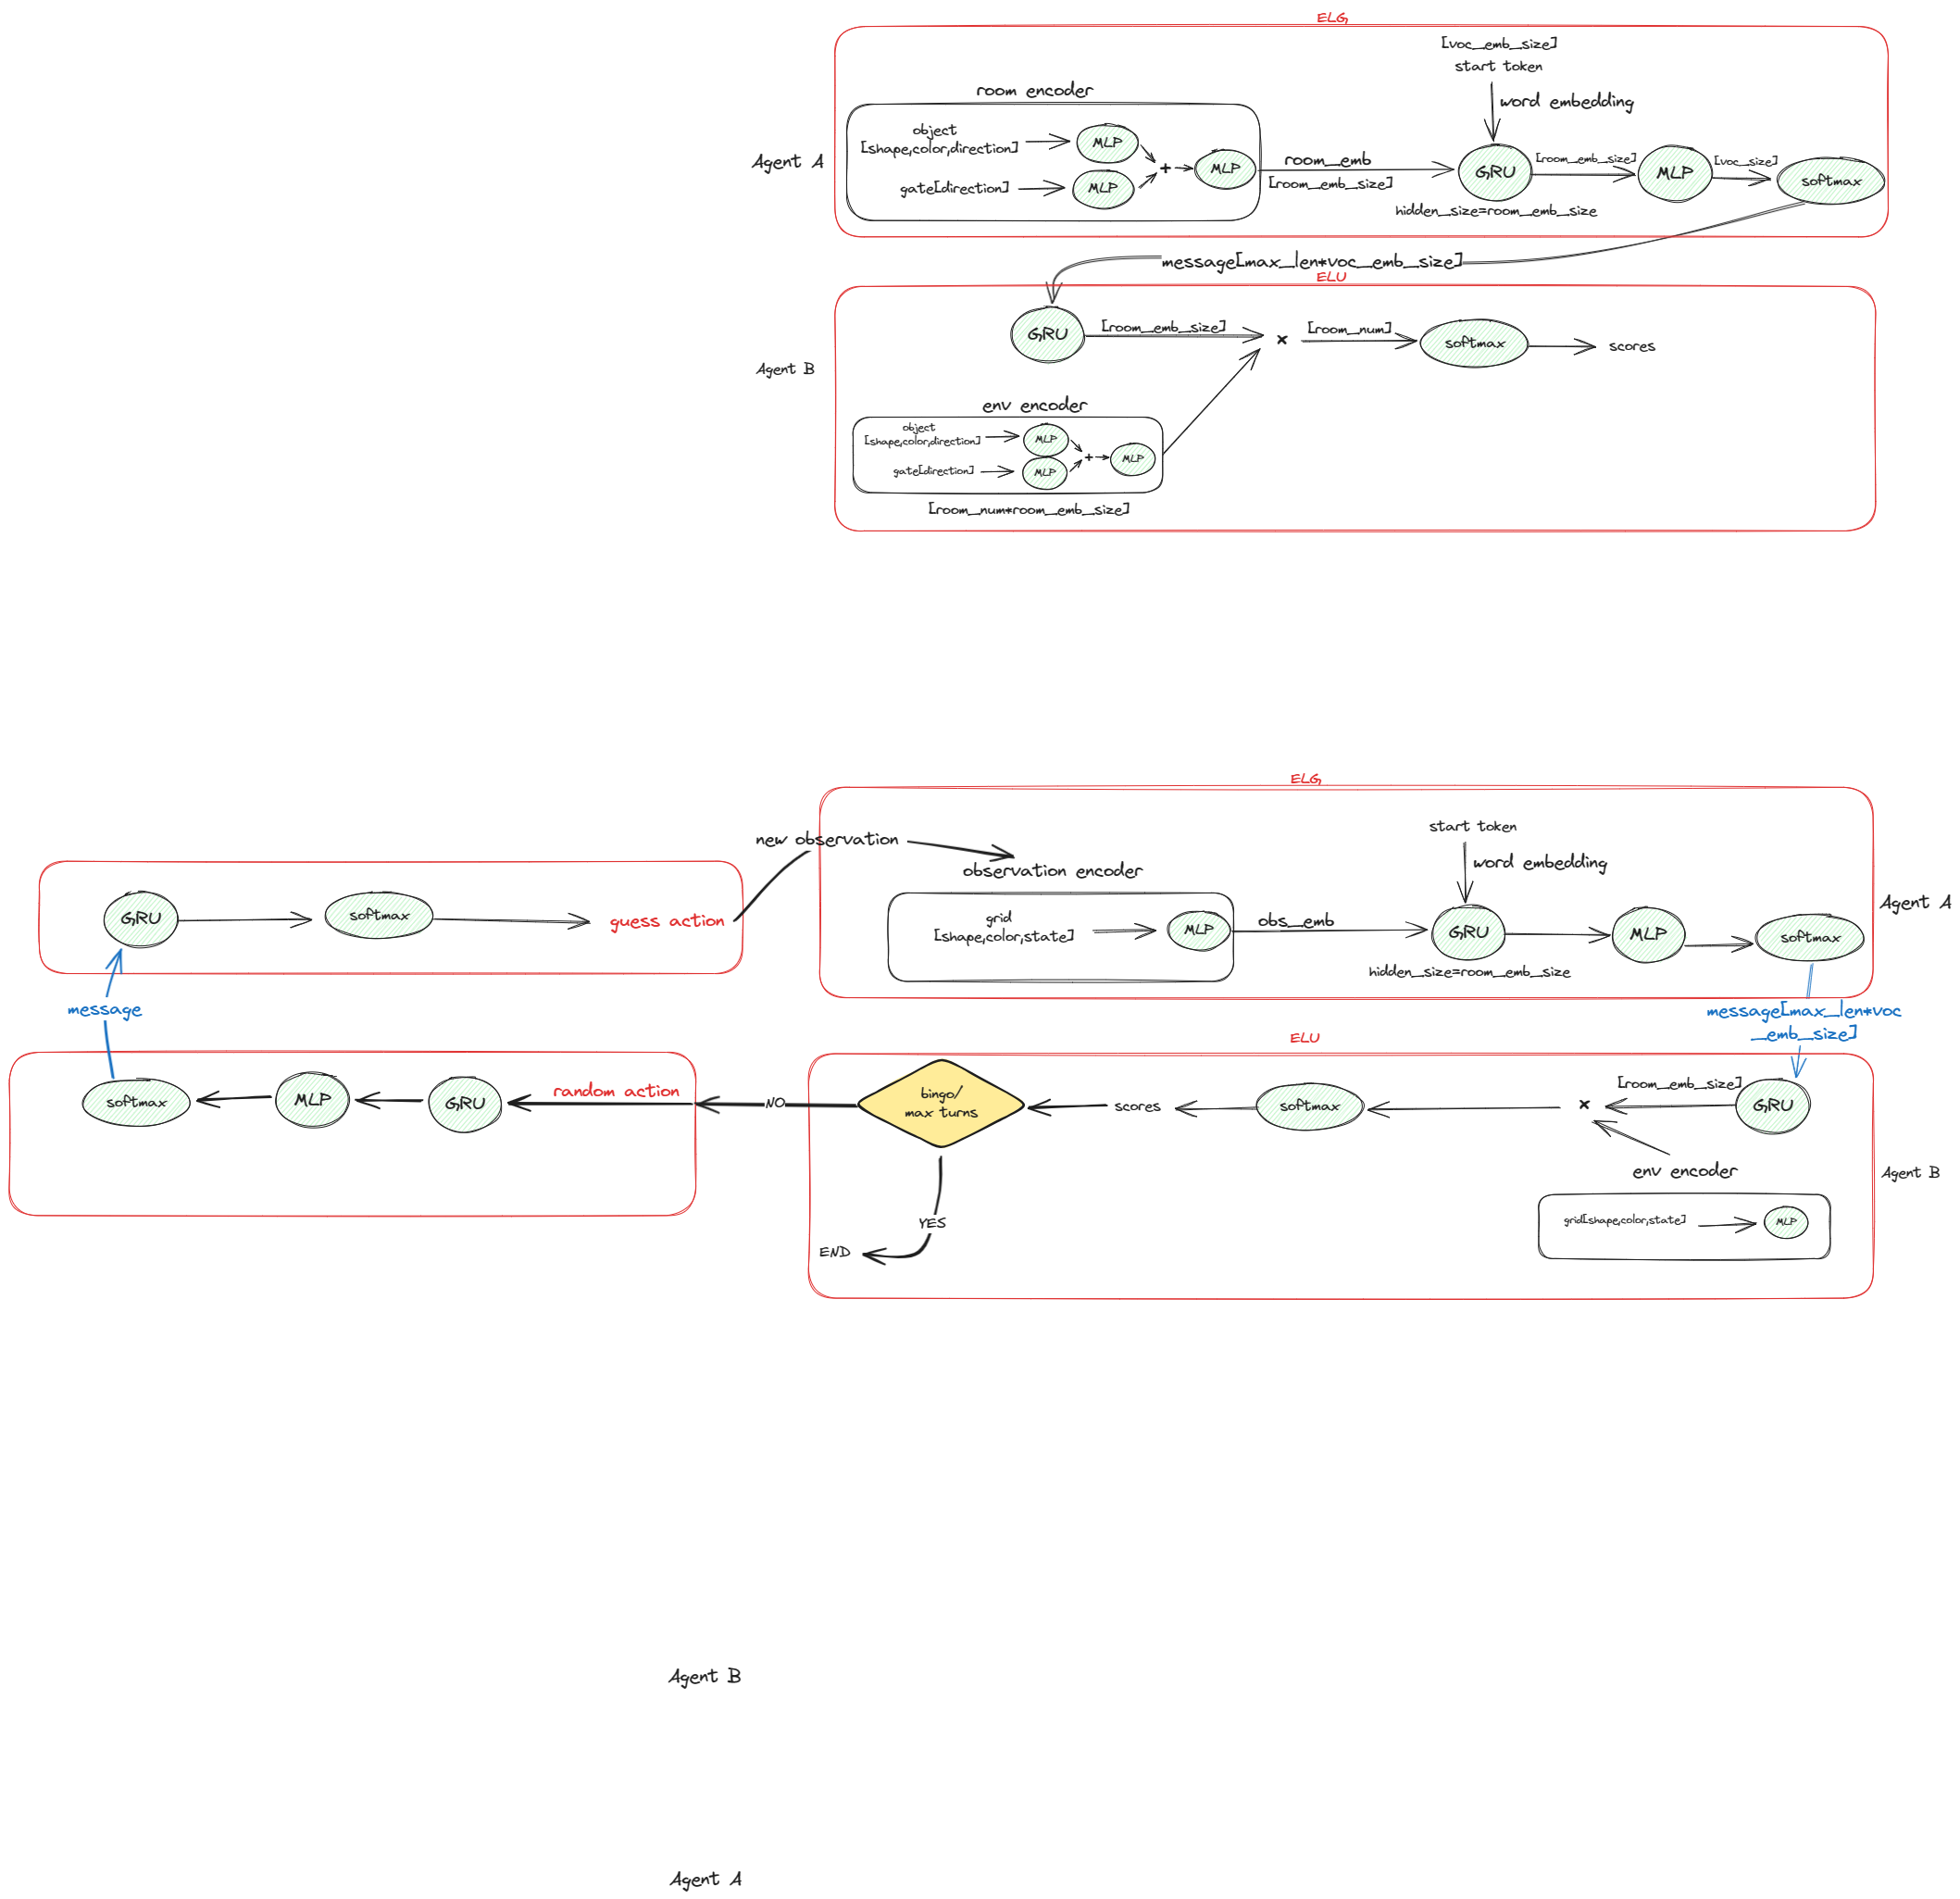 ELG
[voc_emb_size]
start token
word embedding
room encoder
object
[shape,color,direction]
MLP
gate[direction]
MLP
+
MLP
Agent A
room_emb
[room_emb_size]
GRU
hidden_size=room_emb_size
[room_emb_size]
MLP
[voc_size]
softmax
message[max_len*voc_emb_size]
ELU
GRU
[room_emb_size]
×
[room_num]
softmax
scores
Agent B
env encoder
object
[shape,color,direction]
MLP
gate[direction]
MLP
+
MLP
[room_num*room_emb_size]
ELG
new observation
observation encoder
grid
[shape,color,state]
MLP
obs_emb
start token
word embedding
GRU
hidden_size=room_emb_size
MLP
softmax
Agent A
GRU
softmax
guess action
message
message[max_len*voc
_emb_size]
ELU
softmax
MLP
GRU
random action
NO
bingo/
max turns
scores
softmax
×
[room_emb_size]
GRU
env encoder
grid[shape,color,state]
MLP
Agent B
YES
END
Agent B
Agent A